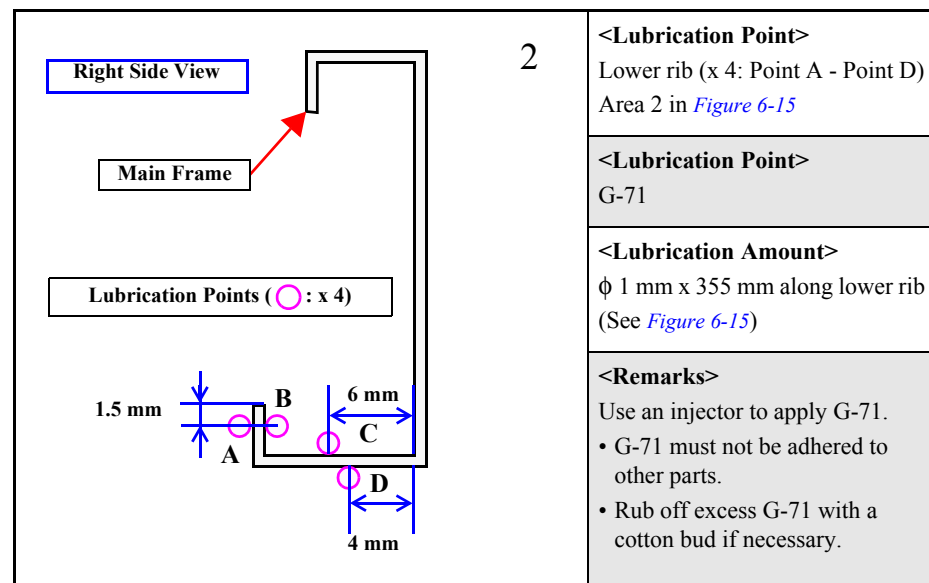 Right Side View
Main Frame
Lubrication Points ( : x 4)
1.5 mm
B
6 mm
A
C
D
4 mm
2
<Lubrication Point>
Lower rib (x 4: Point A - Point D)
Area 2 in Figure 6-15
<Lubrication Point>
G-71
<Lubrication Amount>
ϕ 1 mm x 355 mm along lower rib
(See Figure 6-15)
<Remarks>
Use an injector to apply G-71.
• G-71 must not be adhered to
other parts.
• Rub off excess G-71 with a
cotton bud if necessary.